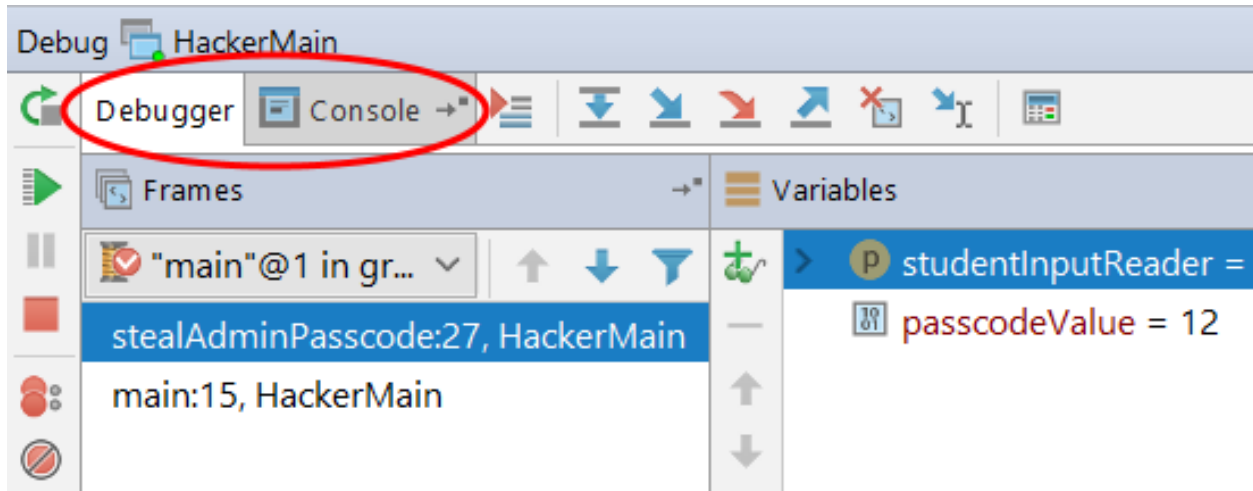 Debug HackerMain
Debugger Console
Frames Variables
"main"@1 in gr... studentInputReader =
stealAdminPasscode:27, HackerMain passcodeValue = 12
main:15, HackerMain